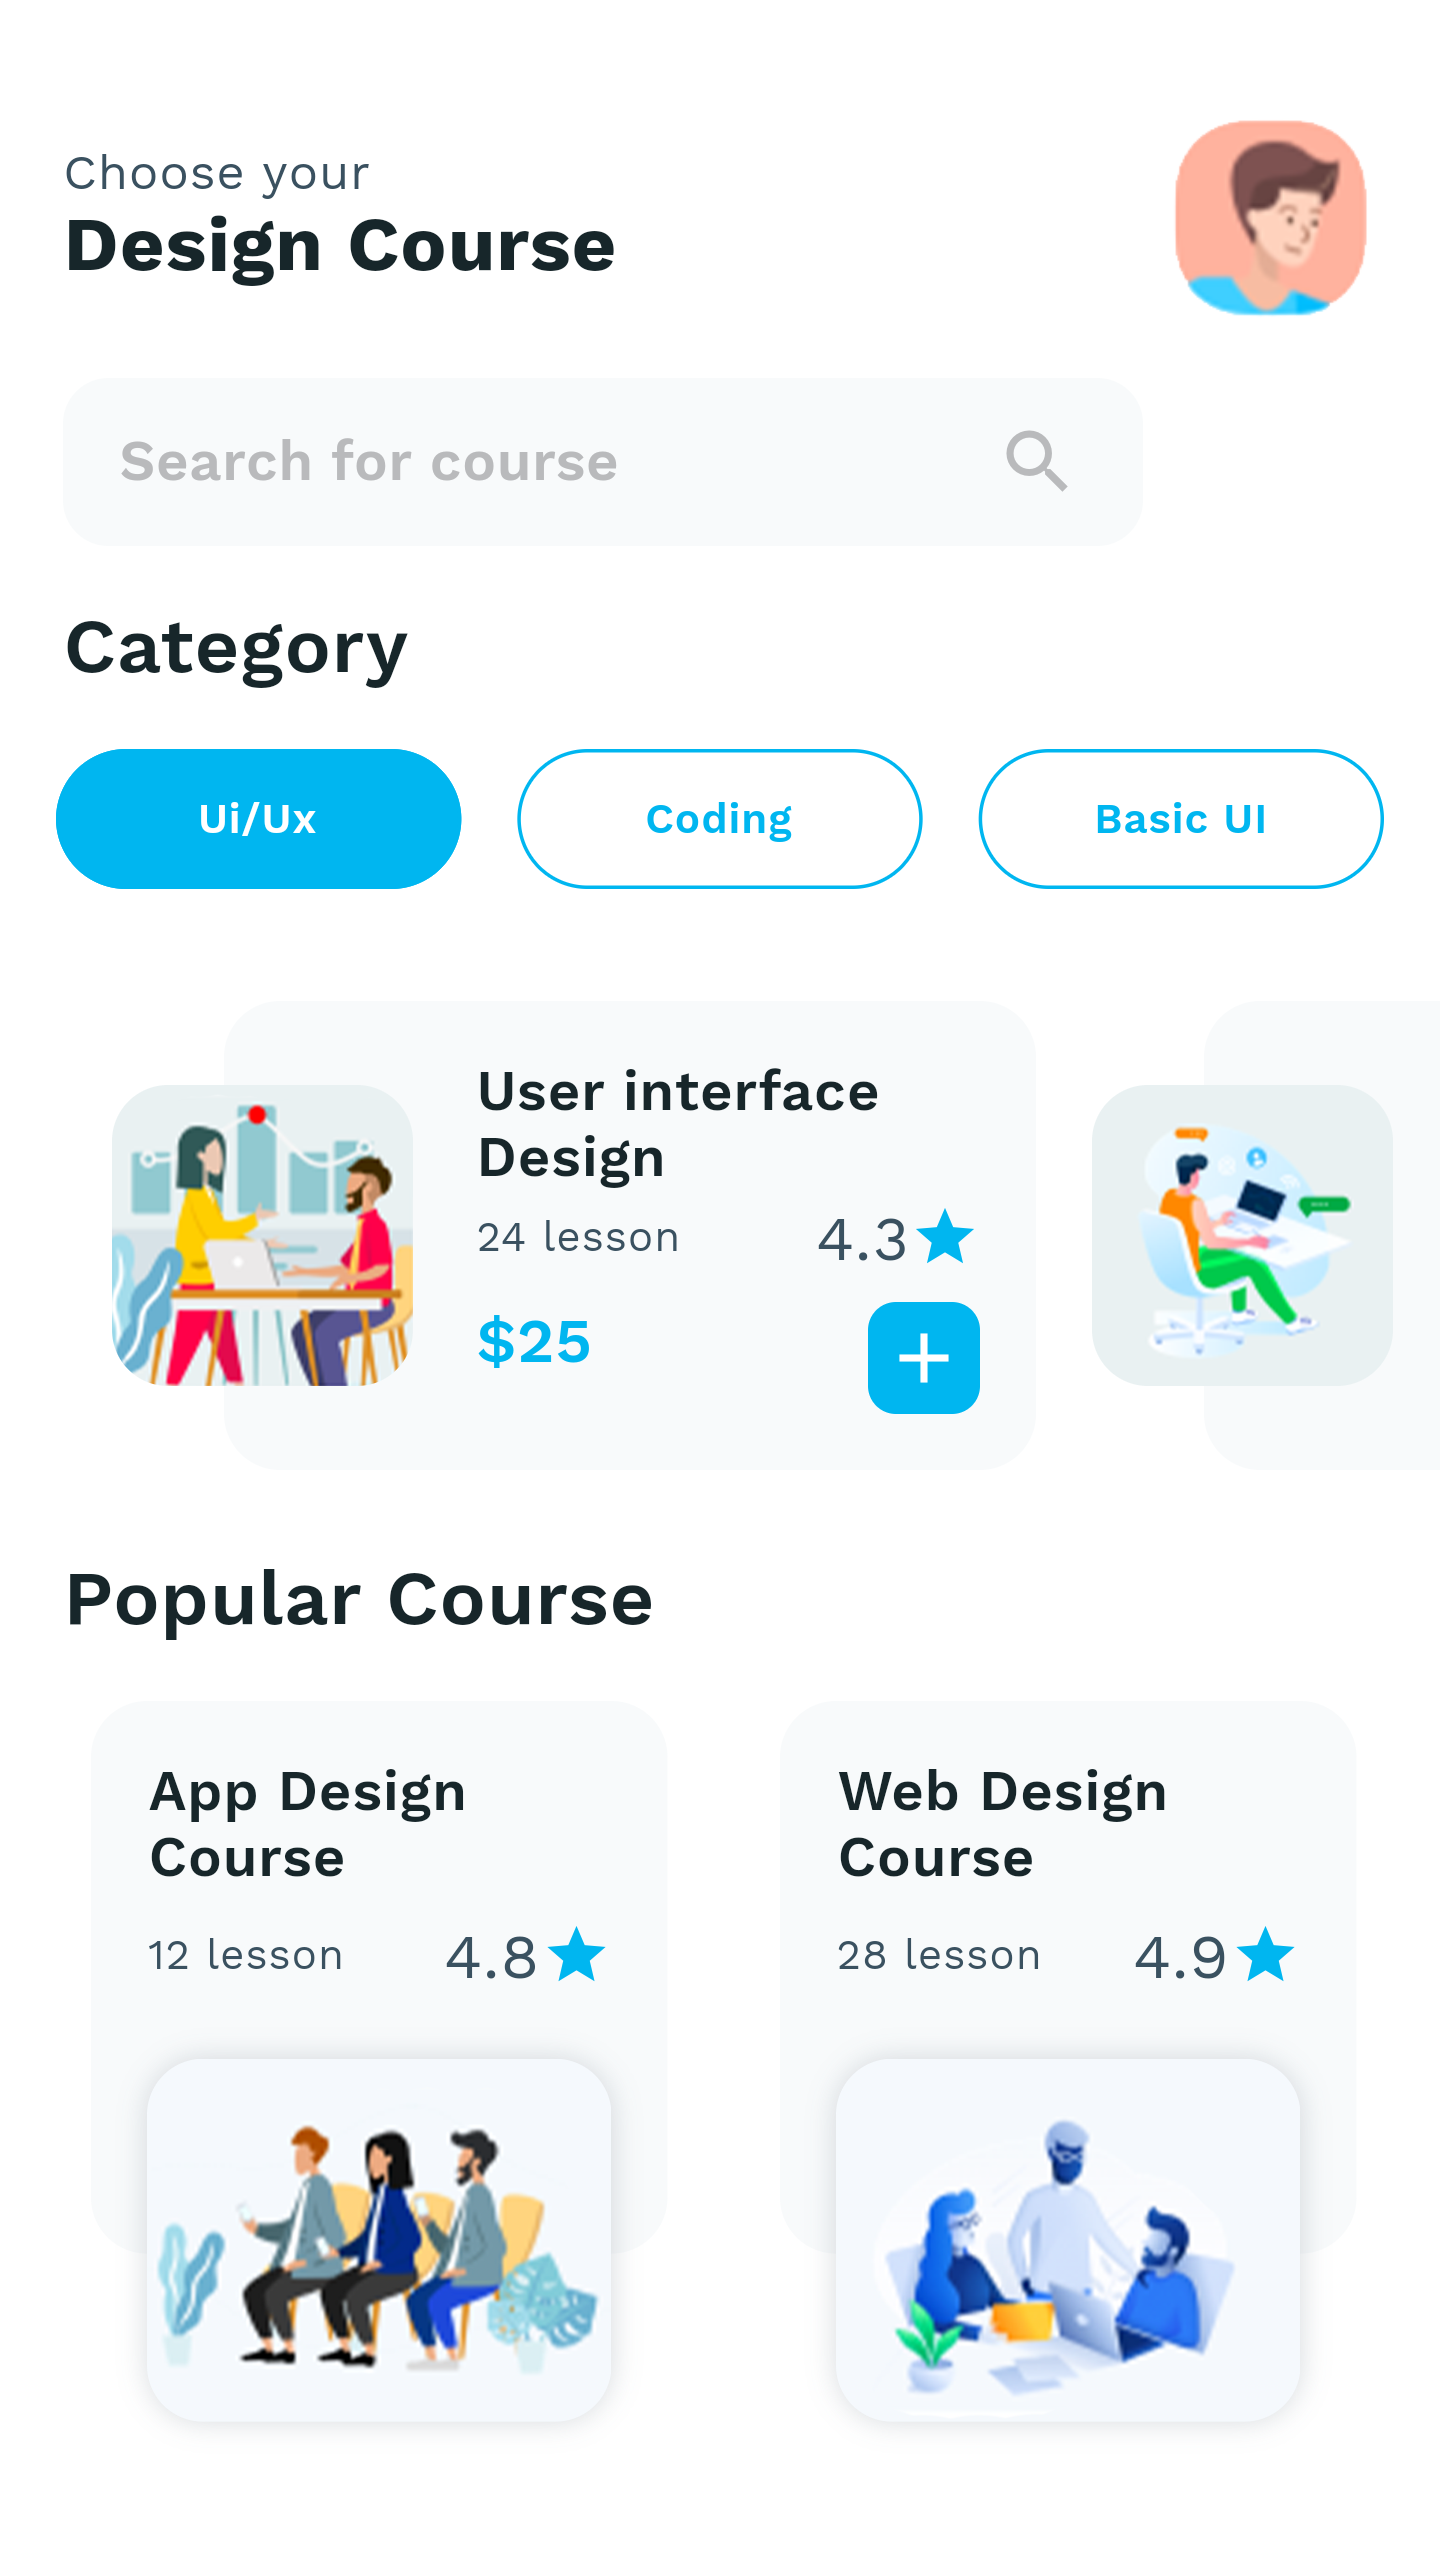 Choose your
Design Course
Search for course
Category
Ui/Ux
Coding
Basic UI
User interface
Design
24 lesson
4.3
$25
Popular Course
App Design
Course
12 lesson
4.8
Web Design
Course
28 lesson
4.9